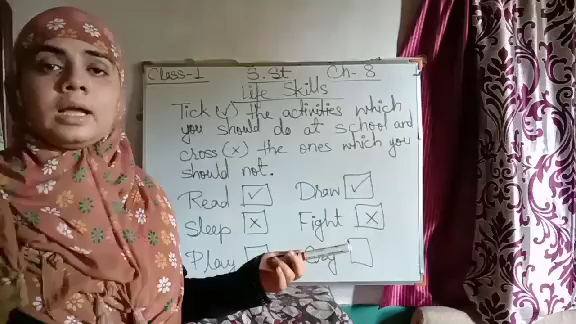 Class-1 S.St Ch-8
Life Skills
Tick (✓) the activities which
you should do at school and
cross (x) the ones which you
should not.
Read ✓ Draw ✓
Sleep x Fight x
Play